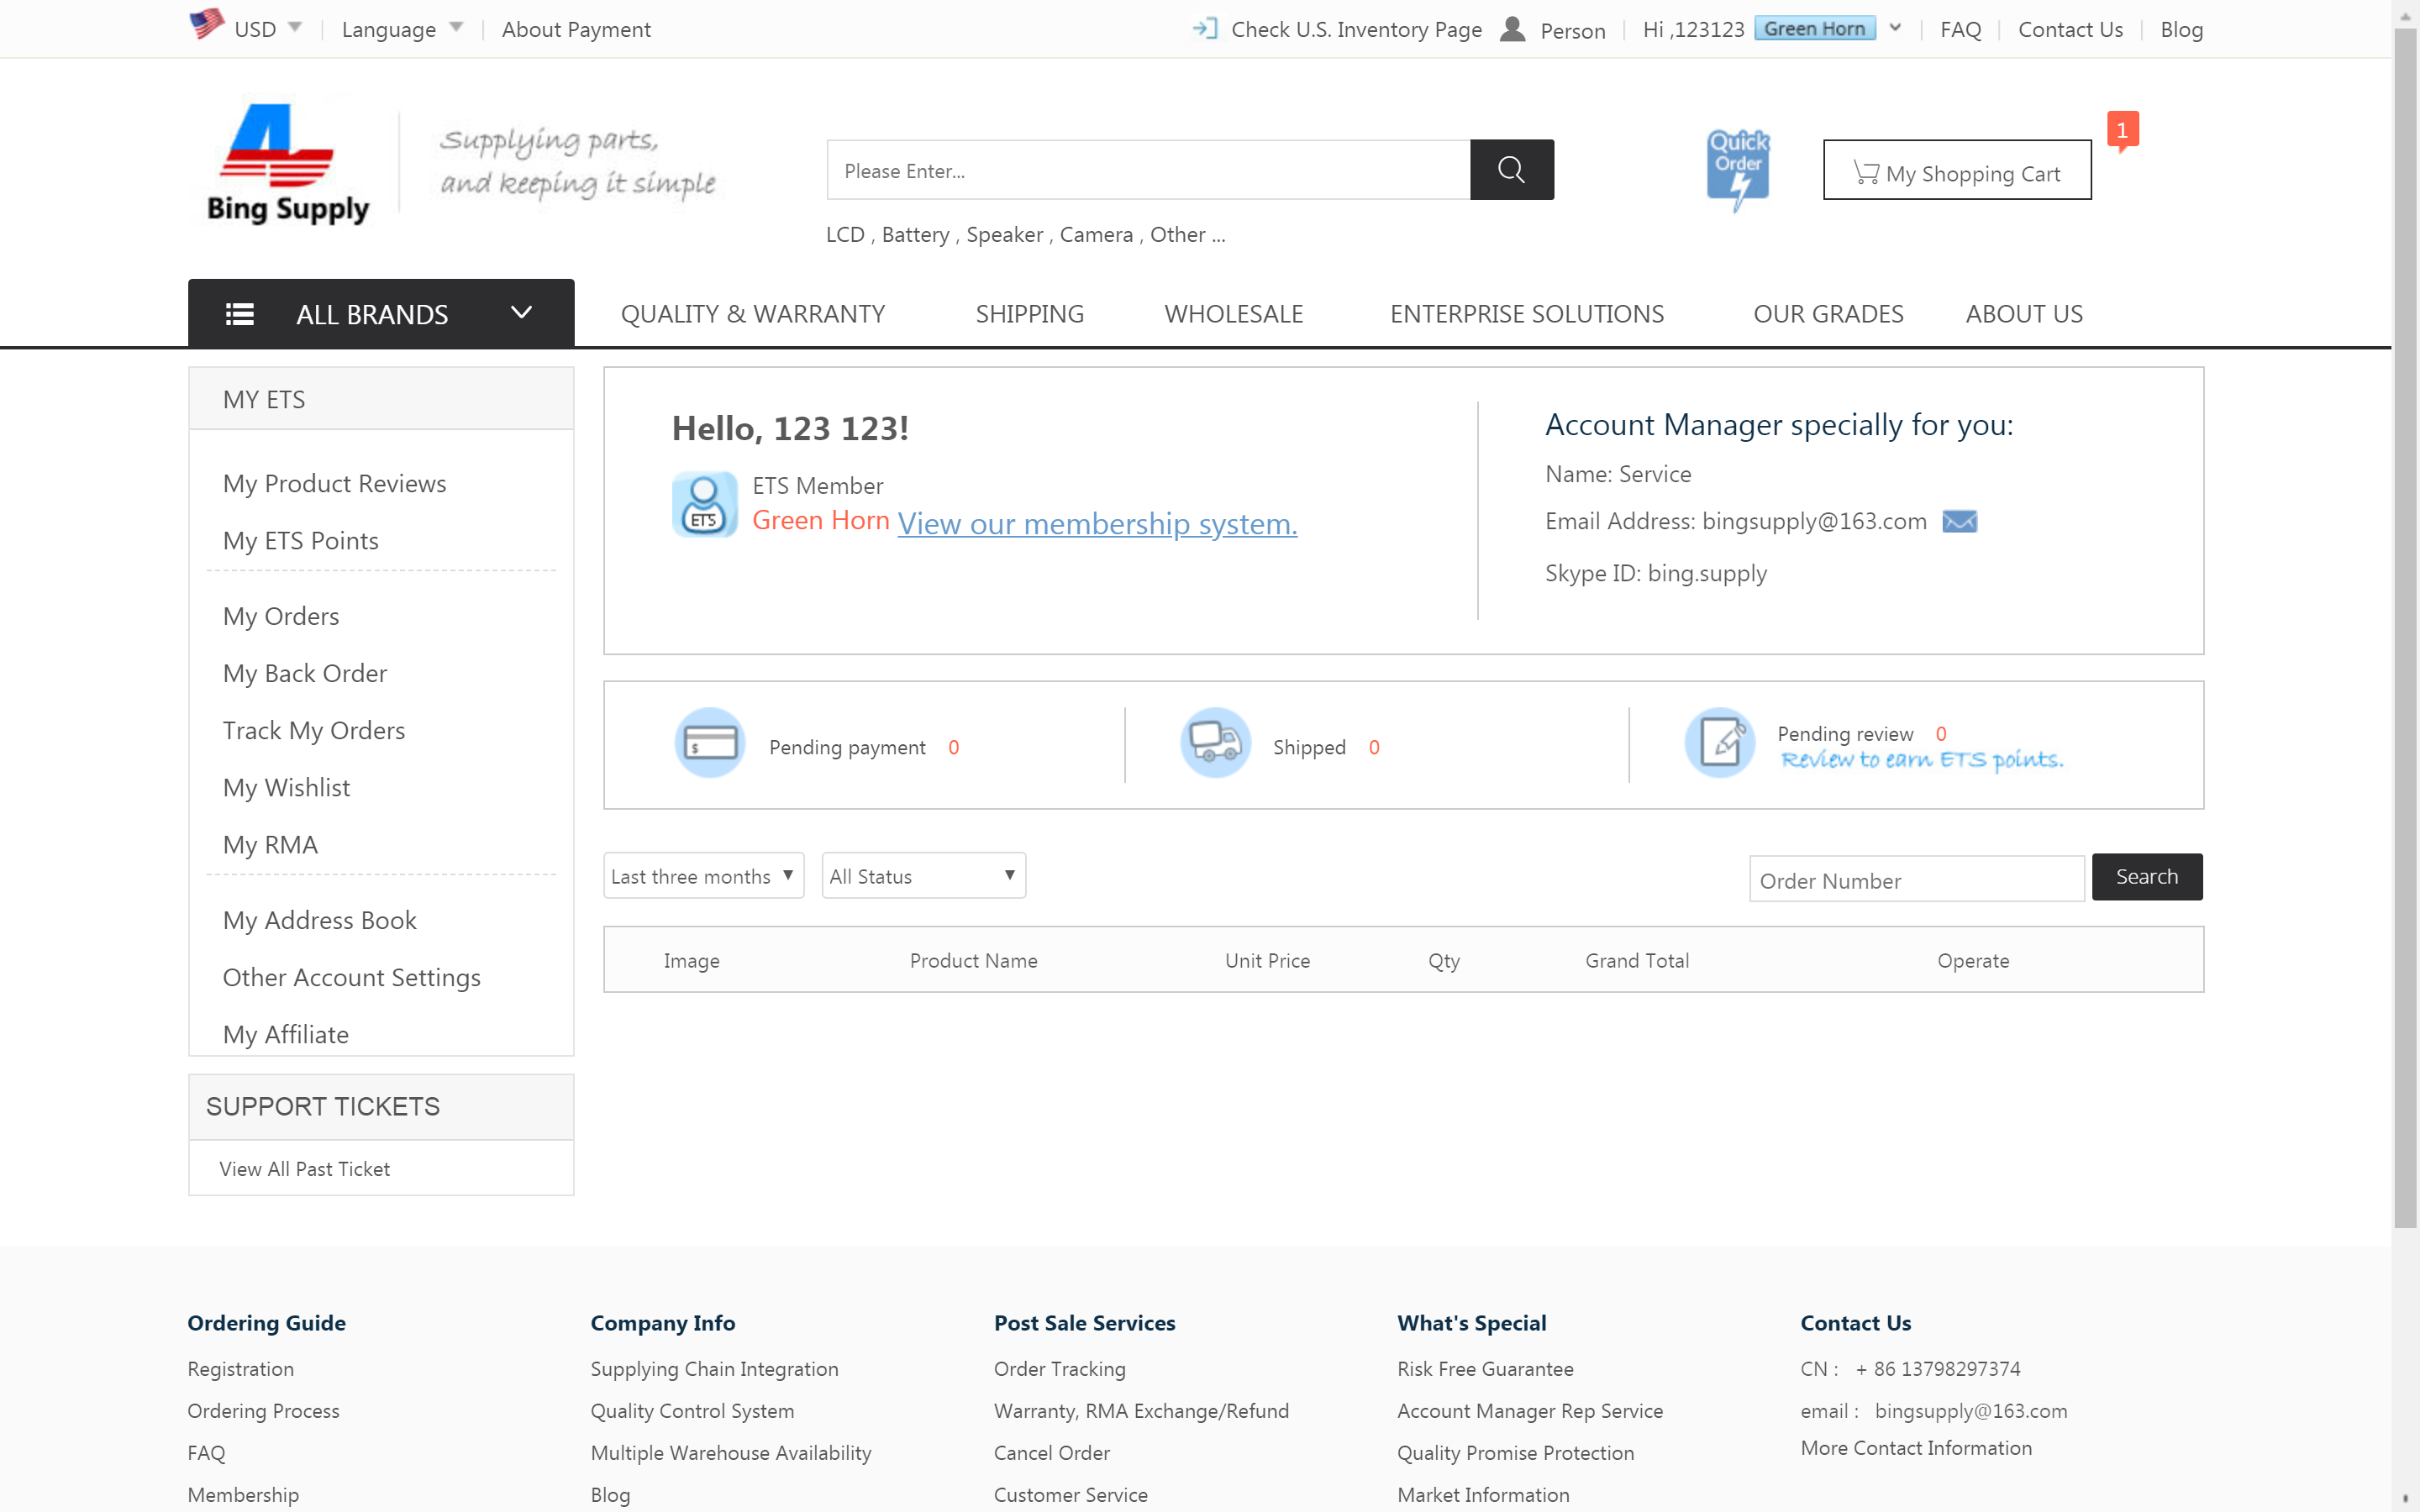 USD Language About Payment Check U.S. Inventory Page Person Hi ,123123 Green Horn FAQ Contact Us Blog
Bing Supply
Supplying parts,
and keeping it simple
Please Enter...
LCD , Battery , Speaker , Camera , Other ...
Quick
Order
My Shopping Cart
1
ALL BRANDS QUALITY & WARRANTY SHIPPING WHOLESALE ENTERPRISE SOLUTIONS OUR GRADES ABOUT US
MY ETS
My Product Reviews
My ETS Points
My Orders
My Back Order
Track My Orders
My Wishlist
My RMA
My Address Book
Other Account Settings
My Affiliate
SUPPORT TICKETS
View All Past Ticket
Hello, 123 123!
ETS
ETS Member
Green Horn View our membership system.
Account Manager specially for you:
Name: Service
Email Address: bingsupply@163.com
Skype ID: bing.supply
$
Pending payment 0
Shipped 0
Pending review 0
Review to earn ETS points.
Last three months All Status Order Number Search
Image Product Name Unit Price Qty Grand Total Operate
Ordering Guide
Registration
Ordering Process
FAQ
Membership
Company Info
Supplying Chain Integration
Quality Control System
Multiple Warehouse Availability
Blog
Post Sale Services
Order Tracking
Warranty, RMA Exchange/Refund
Cancel Order
Customer Service
What's Special
Risk Free Guarantee
Account Manager Rep Service
Quality Promise Protection
Market Information
Contact Us
CN : + 86 13798297374
email : bingsupply@163.com
More Contact Information